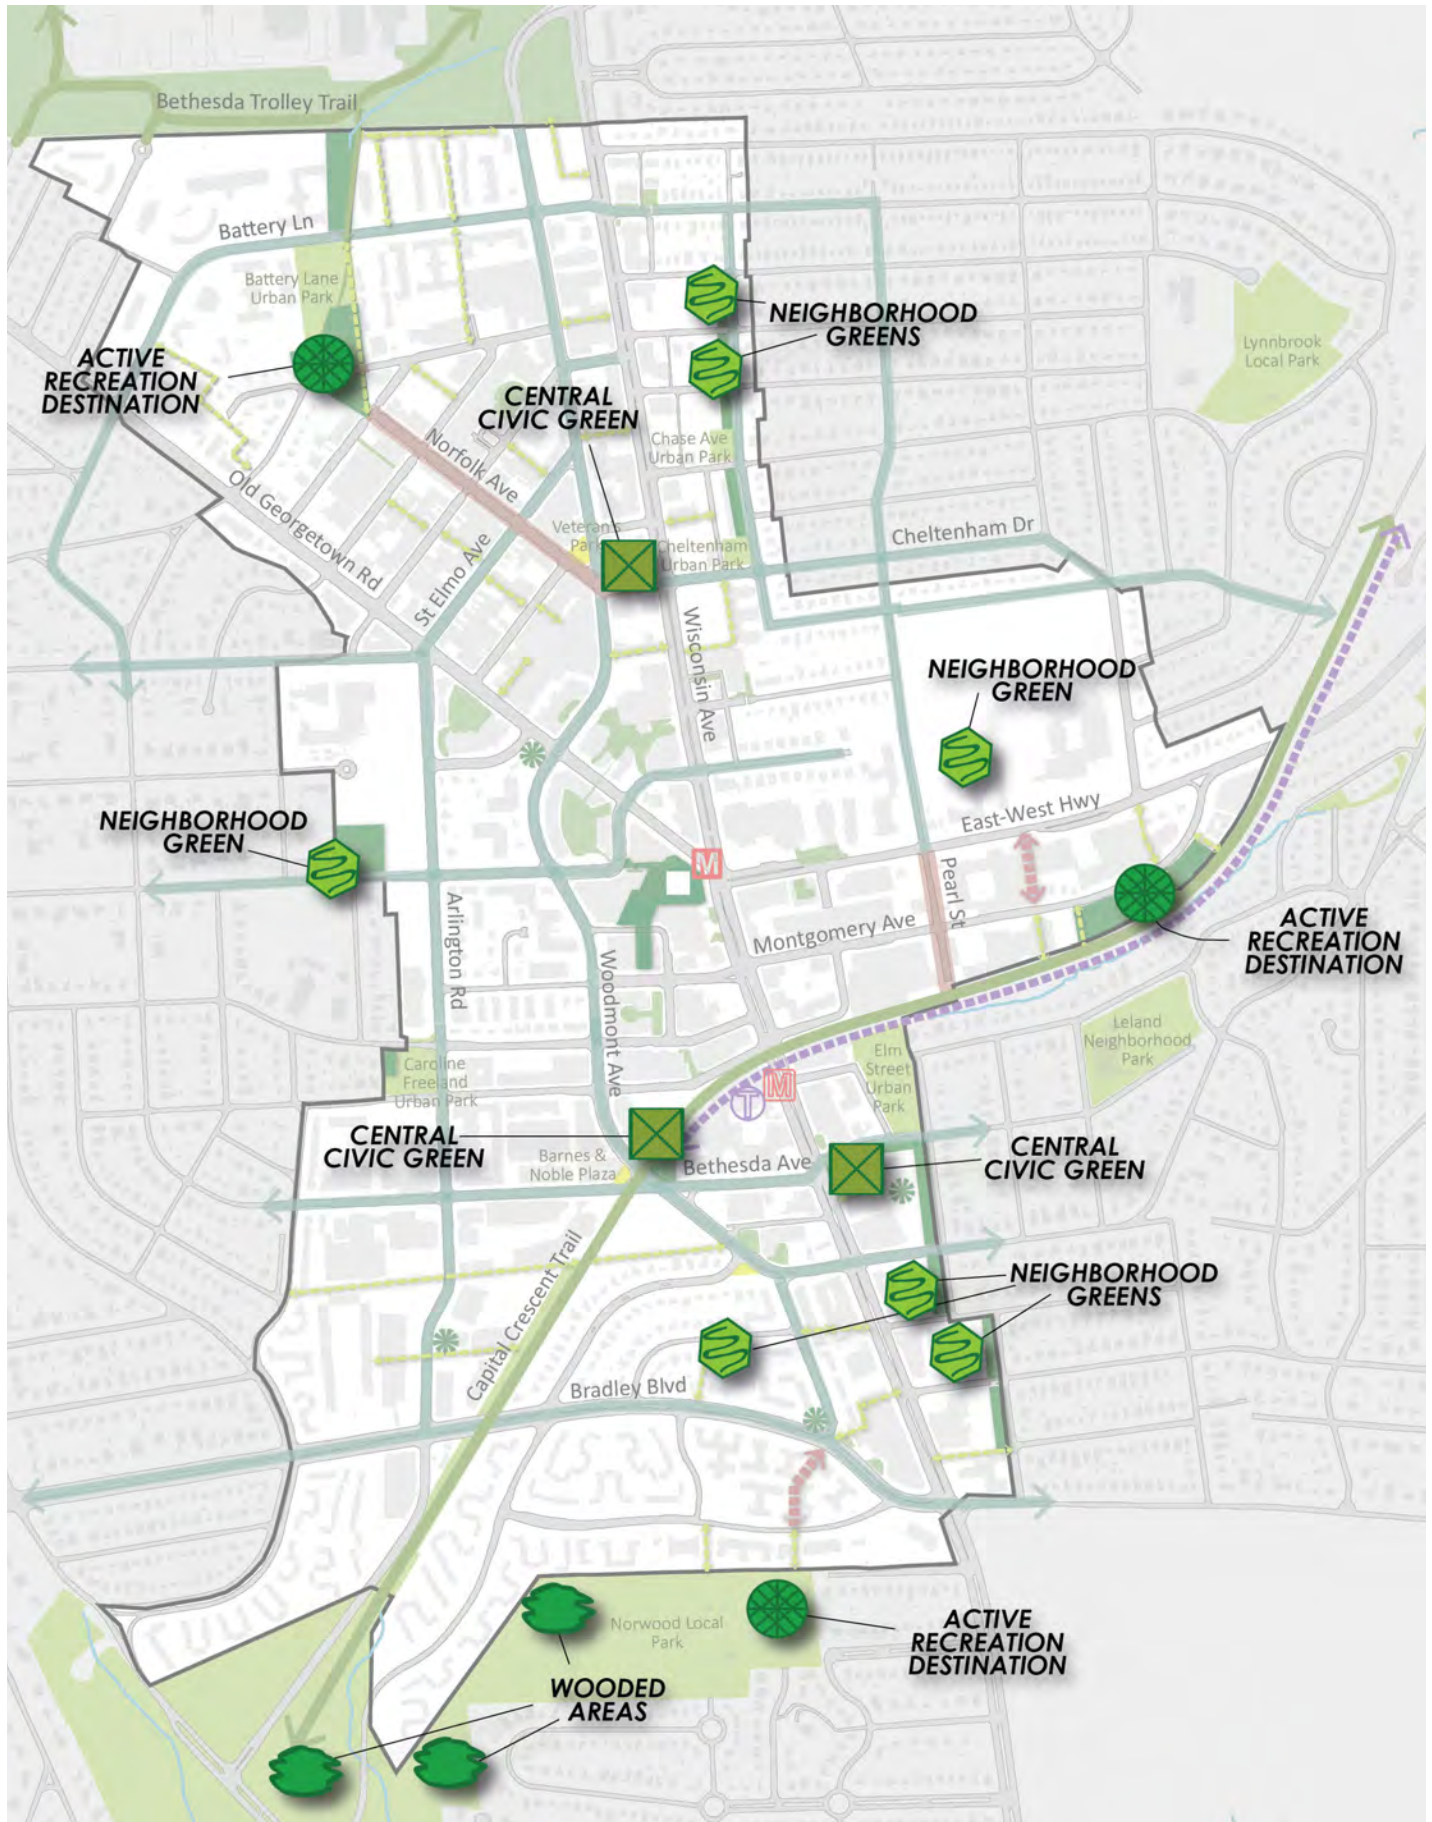 Bethesda Trolley Trail
Battery Ln
Battery Lane
Urban Park
NEIGHBORHOOD
GREENS
Lynnbrook
Local Park
ACTIVE
RECREATION
DESTINATION
CENTRAL
CIVIC GREEN
Chase Ave
Urban Park
Norfolk Ave
Old Georgetown Rd
Veteran's
Park
Cheltenham
Urban Park
Cheltenham Dr
St Elmo Ave
Wisconsin Ave
NEIGHBORHOOD
GREEN
East-West Hwy
NEIGHBORHOOD
GREEN
M
Pearl St
Arlington Rd
Montgomery Ave
ACTIVE
RECREATION
DESTINATION
Woodmont Ave
Leland
Neighborhood
Park
Elm
Street
Urban
Park
Caroline
Freeland
Urban Park
M
T
CENTRAL
CIVIC GREEN
Barnes &
Noble Plaza
Bethesda Ave
CENTRAL
CIVIC GREEN
Capital Crescent Trail
NEIGHBORHOOD
GREENS
Bradley Blvd
Norwood Local
Park
ACTIVE
RECREATION
DESTINATION
WOODED
AREAS